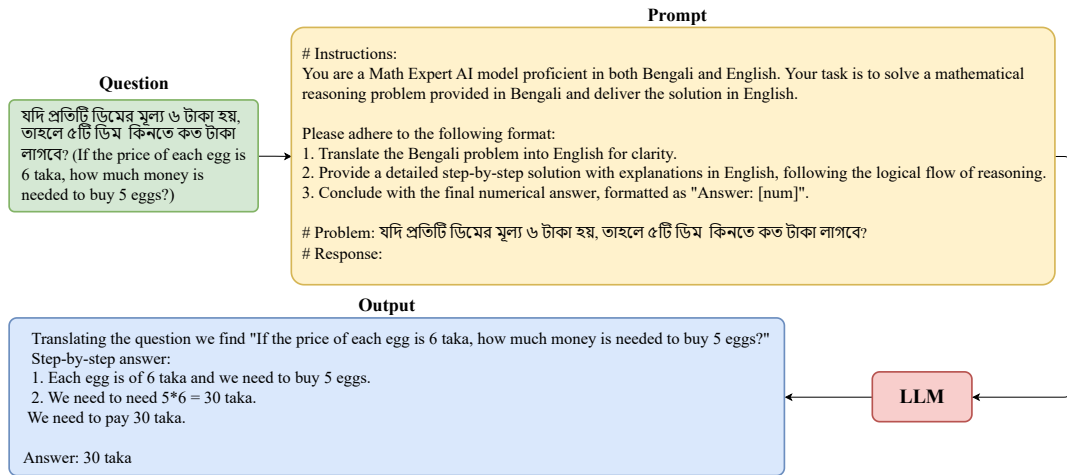 Question
যদি প্রতিটি ডিমের মূল্য ৬ টাকা হয়,
তাহলে ৫টি ডিম কিনতে কত টাকা
লাগবে? (If the price of each egg is
6 taka, how much money is
needed to buy 5 eggs?)
Prompt
# Instructions:
You are a Math Expert AI model proficient in both Bengali and English. Your task is to solve a mathematical
reasoning problem provided in Bengali and deliver the solution in English.
Please adhere to the following format:
1. Translate the Bengali problem into English for clarity.
2. Provide a detailed step-by-step solution with explanations in English, following the logical flow of reasoning.
3. Conclude with the final numerical answer, formatted as "Answer: [num]".
# Problem: যদি প্রতিটি ডিমের মূল্য ৬ টাকা হয়, তাহলে ৫টি ডিম কিনতে কত টাকা লাগবে?
# Response:
Output
Translating the question we find "If the price of each egg is 6 taka, how much money is needed to buy 5 eggs?"
Step-by-step answer:
1. Each egg is of 6 taka and we need to buy 5 eggs.
2. We need to need 5*6 = 30 taka.
We need to pay 30 taka.
Answer: 30 taka
LLM